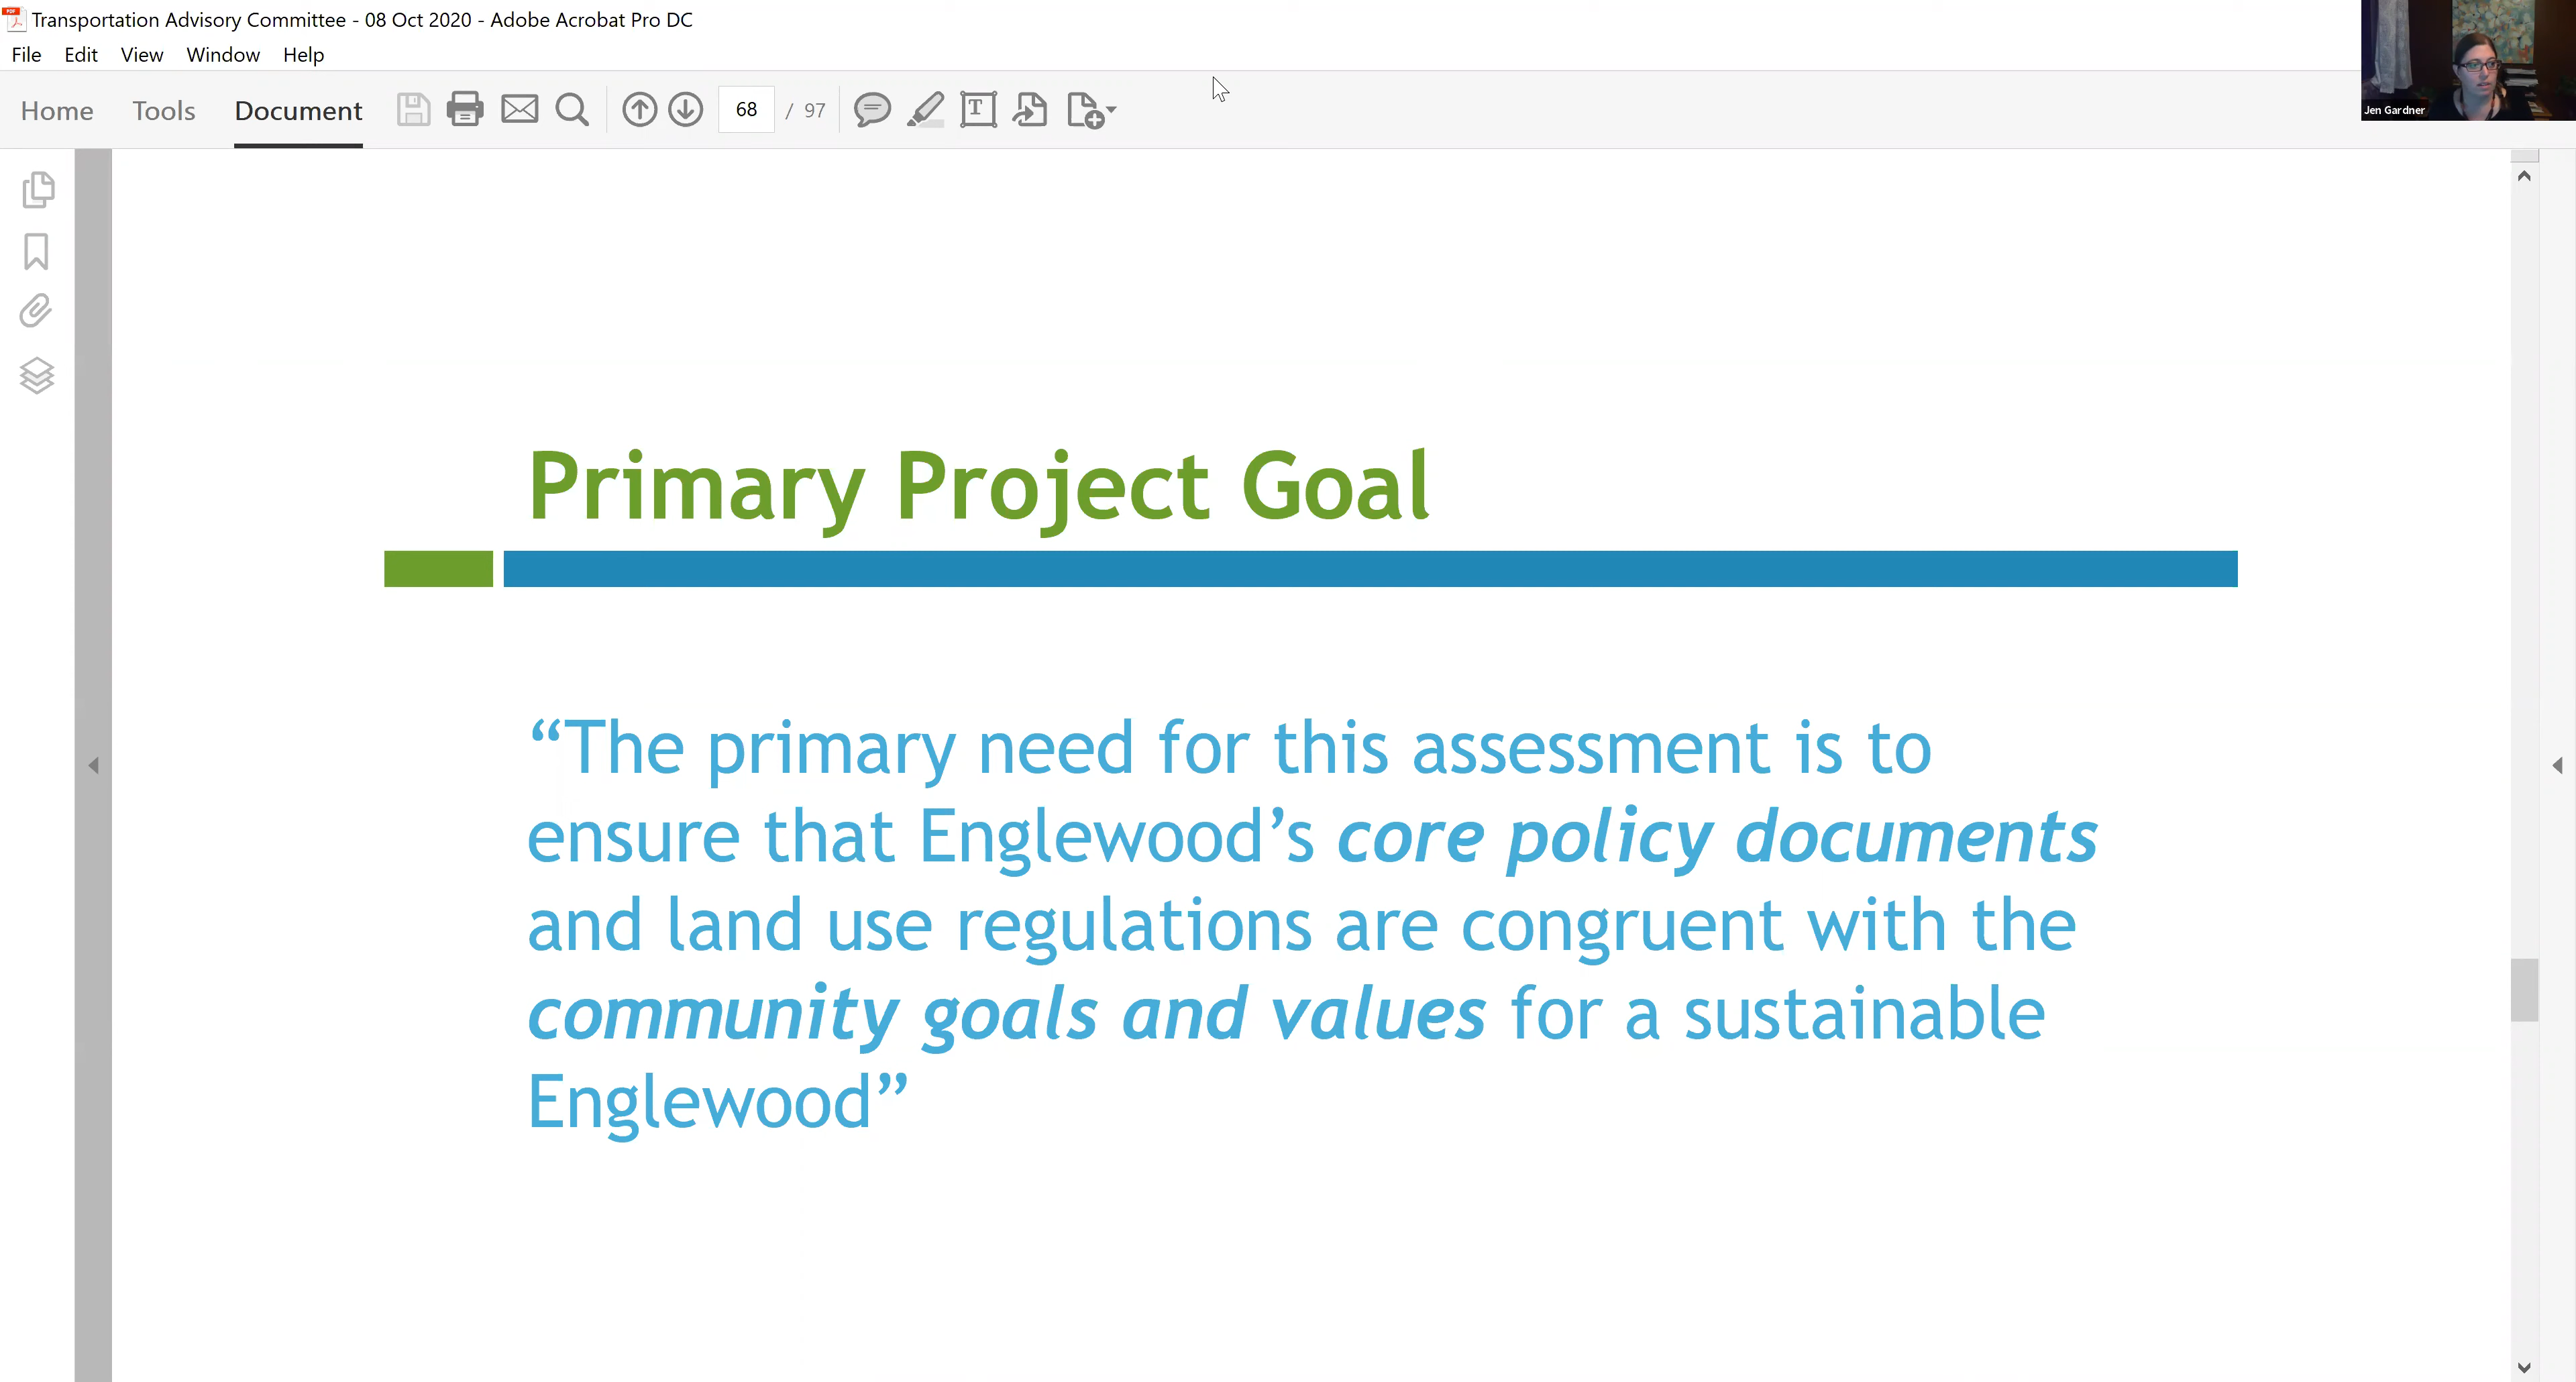 Transportation Advisory Committee - 08 Oct 2020 - Adobe Acrobat Pro DC
File Edit View Window Help
Home Tools Document 68 / 97
Jen Gardner
Primary Project Goal
“The primary need for this assessment is to
ensure that Englewood’s core policy documents
and land use regulations are congruent with the
community goals and values for a sustainable
Englewood”